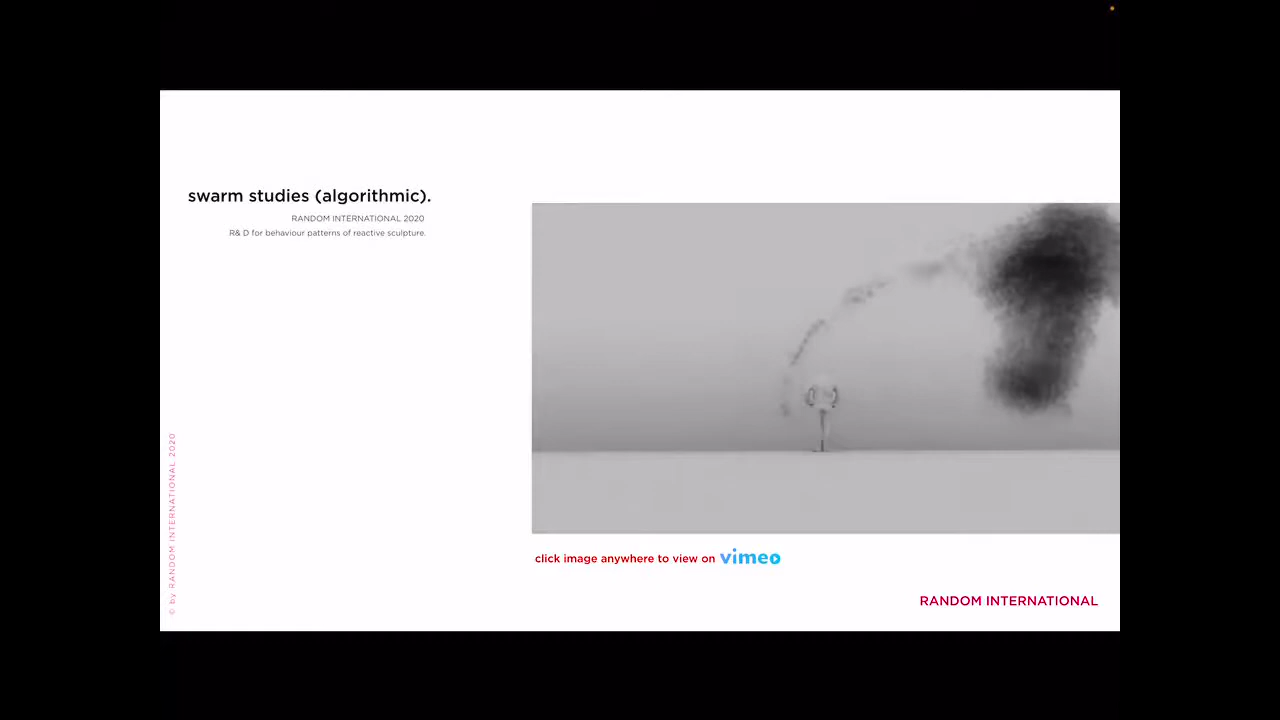 swarm studies (algorithmic).
RANDOM INTERNATIONAL 2020
R& D for behaviour patterns of reactive sculpture.
© by RANDOM INTERNATIONAL 2020
click image anywhere to view on vimeo
RANDOM INTERNATIONAL